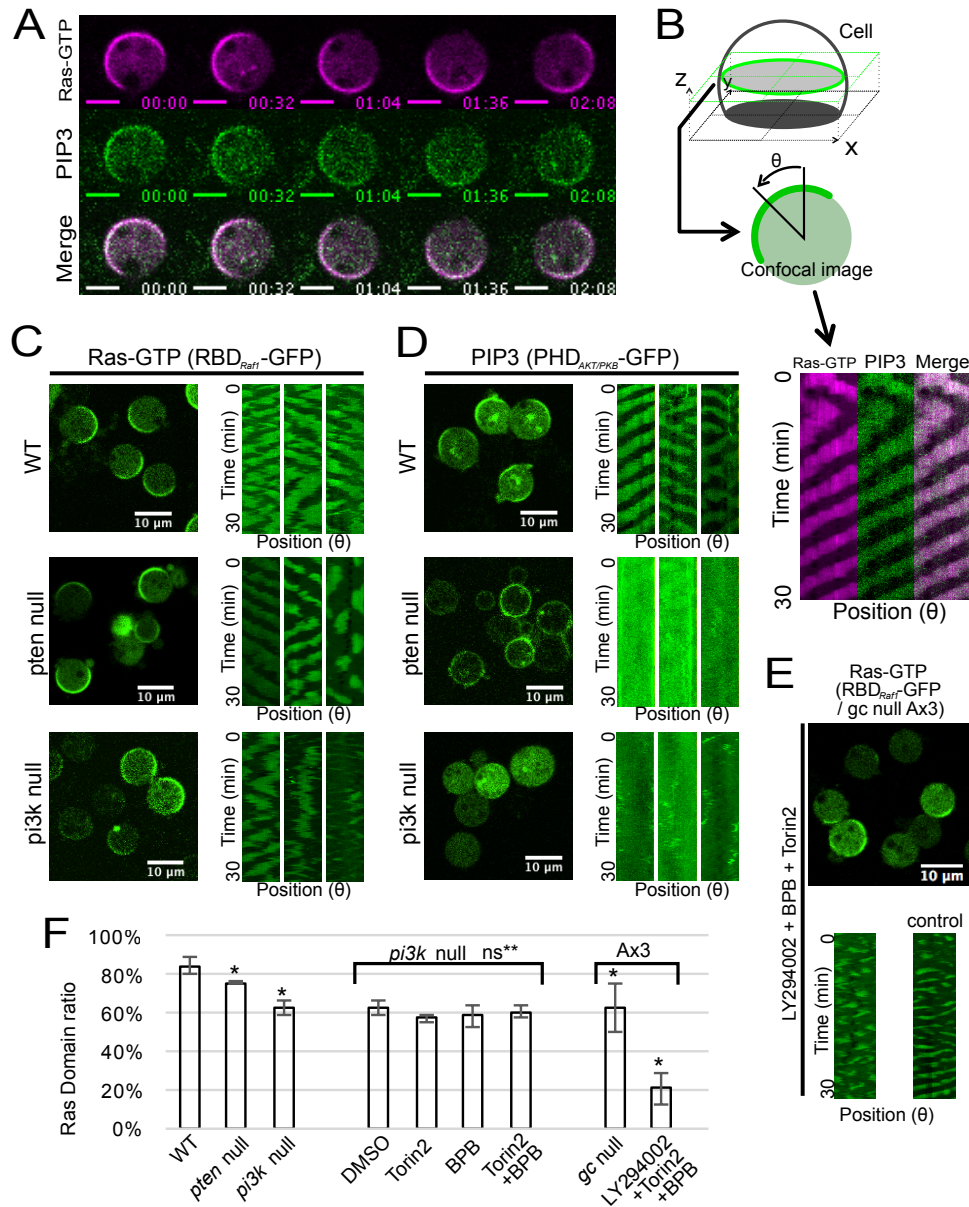 A
Ras-GTP
00:00 00:32 01:04 01:36 02:08
PIP3
00:00 00:32 01:04 01:36 02:08
Merge
00:00 00:32 01:04 01:36 02:08
B
Cell
Z
y
X
θ
Confocal image
Ras-GTP PIP3 Merge
0
Time (min)
30
Position (θ)
C
Ras-GTP (RBDRaf1-GFP)
WT
10 µm
0
Time (min)
30
Position (θ)
pten null
10 µm
0
Time (min)
30
Position (θ)
pi3k null
10 µm
0
Time (min)
30
Position (θ)
D
PIP3 (PHDAKT/PKB-GFP)
WT
10 µm
0
Time (min)
30
Position (θ)
pten null
10 µm
0
Time (min)
30
Position (θ)
pi3k null
10 µm
0
Time (min)
30
Position (θ)
E
Ras-GTP
(RBDRaf1-GFP
/ gc null Ax3)
LY294002 + BPB + Torin2
10 µm
control
0
Time (min)
30
Position (θ)
F
Ras Domain ratio
100%
80%
60%
40%
20%
0%
* *
pi3k null ns**
Ax3
* *
WT
pten null
pi3k null
DMSO
Torin2
BPB
Torin2
+BPB
gc null
LY294002
+Torin2
+BPB